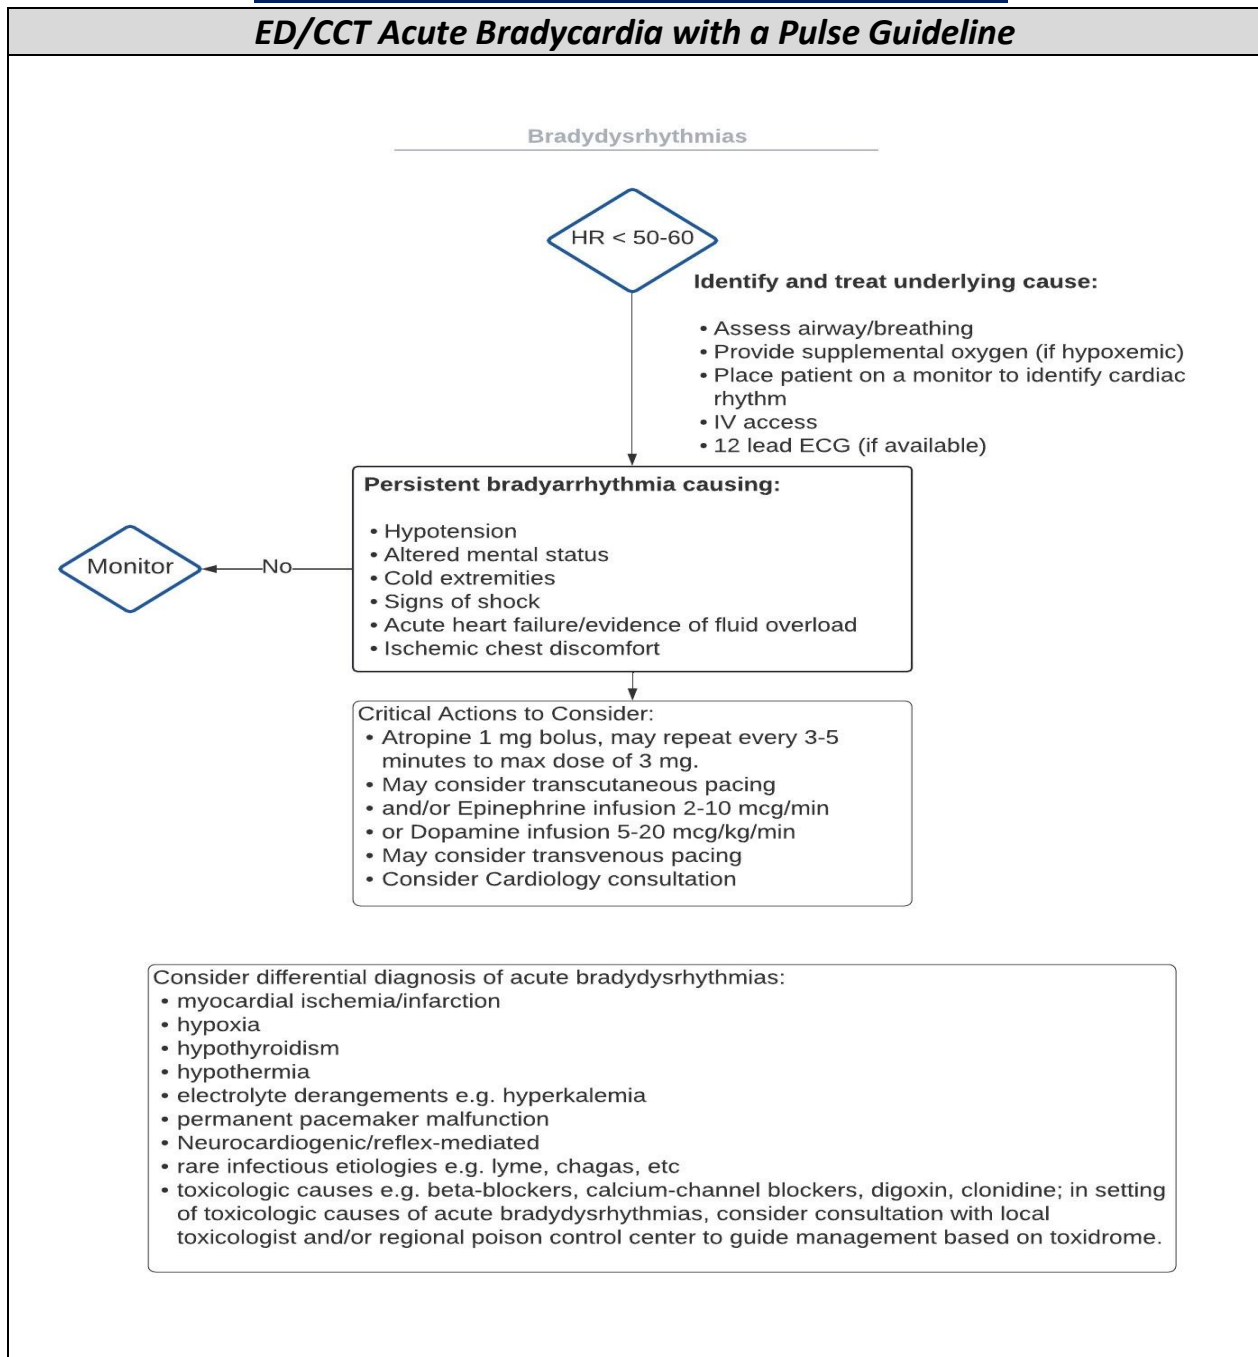 ED/CCT Acute Bradycardia with a Pulse Guideline
Bradydysrhythmias
HR < 50-60
Identify and treat underlying cause:
• Assess airway/breathing
• Provide supplemental oxygen (if hypoxemic)
• Place patient on a monitor to identify cardiac
rhythm
• IV access
• 12 lead ECG (if available)
Persistent bradyarrhythmia causing:
• Hypotension
• Altered mental status
• Cold extremities
• Signs of shock
• Acute heart failure/evidence of fluid overload
• Ischemic chest discomfort
No
Monitor
Critical Actions to Consider:
• Atropine 1 mg bolus, may repeat every 3-5
minutes to max dose of 3 mg.
• May consider transcutaneous pacing
• and/or Epinephrine infusion 2-10 mcg/min
• or Dopamine infusion 5-20 mcg/kg/min
• May consider transvenous pacing
• Consider Cardiology consultation
Consider differential diagnosis of acute bradydysrhythmias:
• myocardial ischemia/infarction
• hypoxia
• hypothyroidism
• hypothermia
• electrolyte derangements e.g. hyperkalemia
• permanent pacemaker malfunction
• Neurocardiogenic/reflex-mediated
• rare infectious etiologies e.g. lyme, chagas, etc
• toxicologic causes e.g. beta-blockers, calcium-channel blockers, digoxin, clonidine; in setting
of toxicologic causes of acute bradydysrhythmias, consider consultation with local
toxicologist and/or regional poison control center to guide management based on toxidrome.